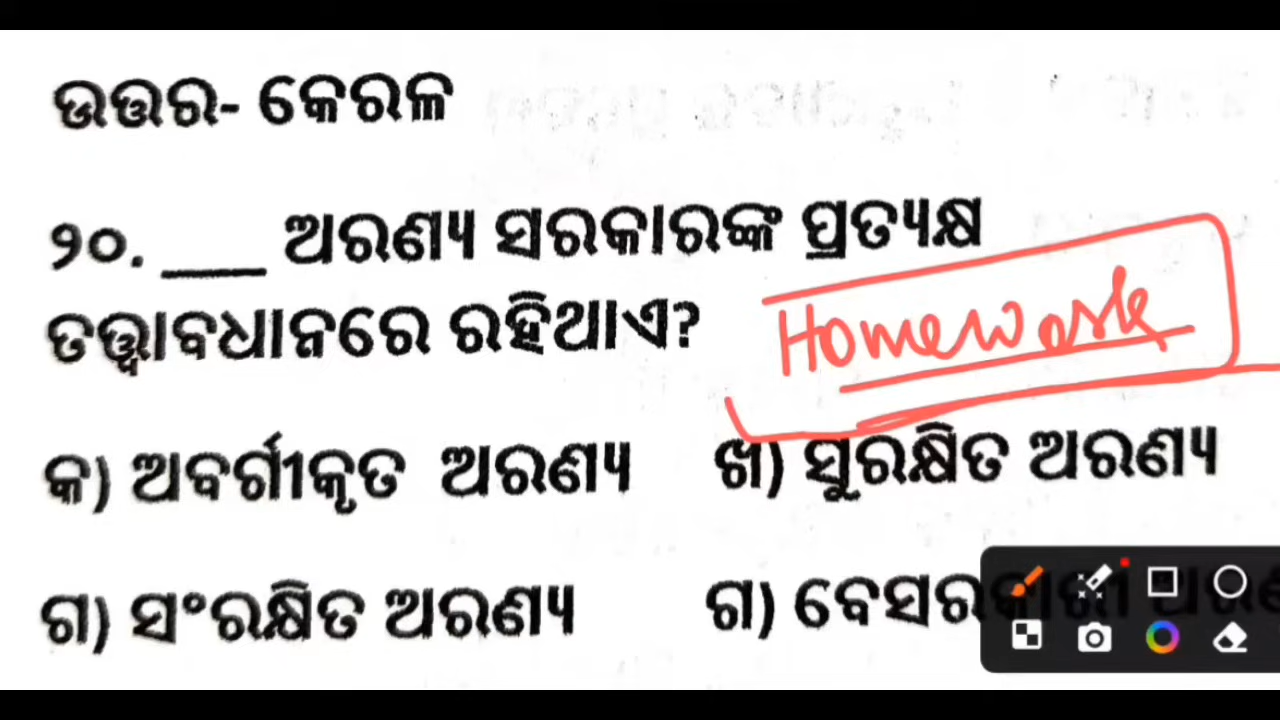 ଉତ୍ତର- କେରଳ
୨୦. ___ ଅରଣ୍ୟ ସରକାରଙ୍କ ପ୍ରତ୍ୟକ୍ଷ
ତତ୍ତ୍ୱାବଧାନରେ ରହିଥାଏ?
Homework
କ) ଅବର୍ଗୀକୃତ ଅରଣ୍ୟ ଖ) ସୁରକ୍ଷିତ ଅରଣ୍ୟ
ଗ) ସଂରକ୍ଷିତ ଅରଣ୍ୟ ଗ) ବେସରକାରୀ